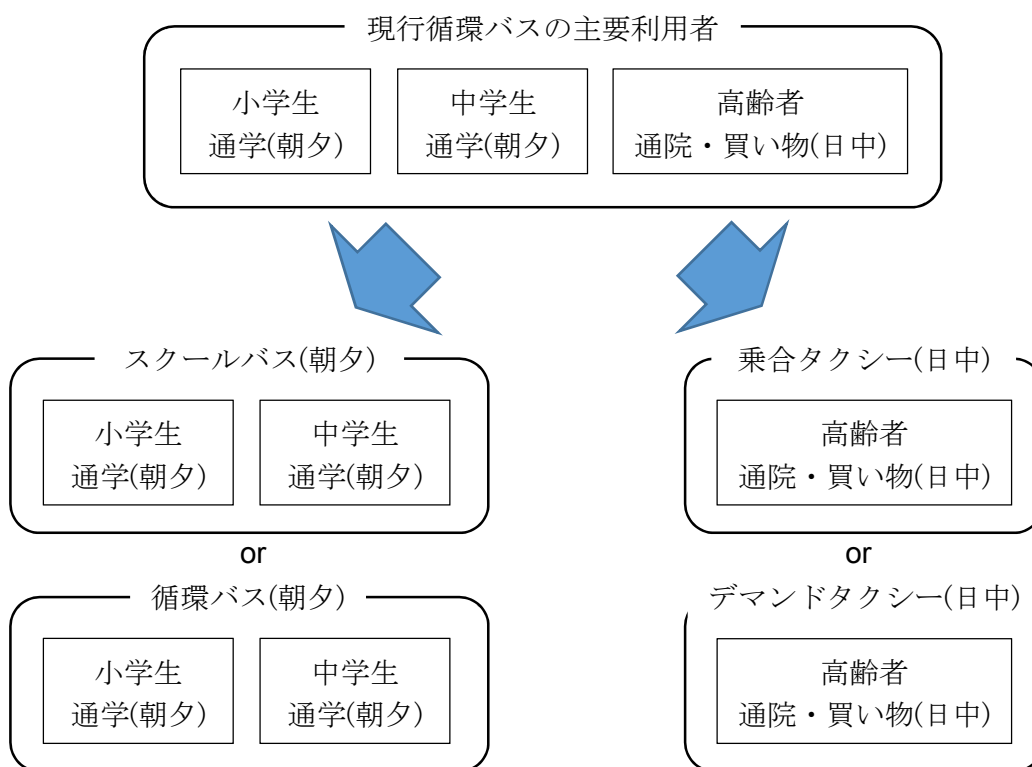 現行循環バスの主要利用者
小学生
通学(朝夕)
中学生
通学(朝夕)
高齢者
通院・買い物(日中)
スクールバス(朝夕)
小学生
通学(朝夕)
中学生
通学(朝夕)
or
循環バス(朝夕)
小学生
通学(朝夕)
中学生
通学(朝夕)
乗合タクシー(日中)
高齢者
通院・買い物(日中)
or
デマンドタクシー(日中)
高齢者
通院・買い物(日中)